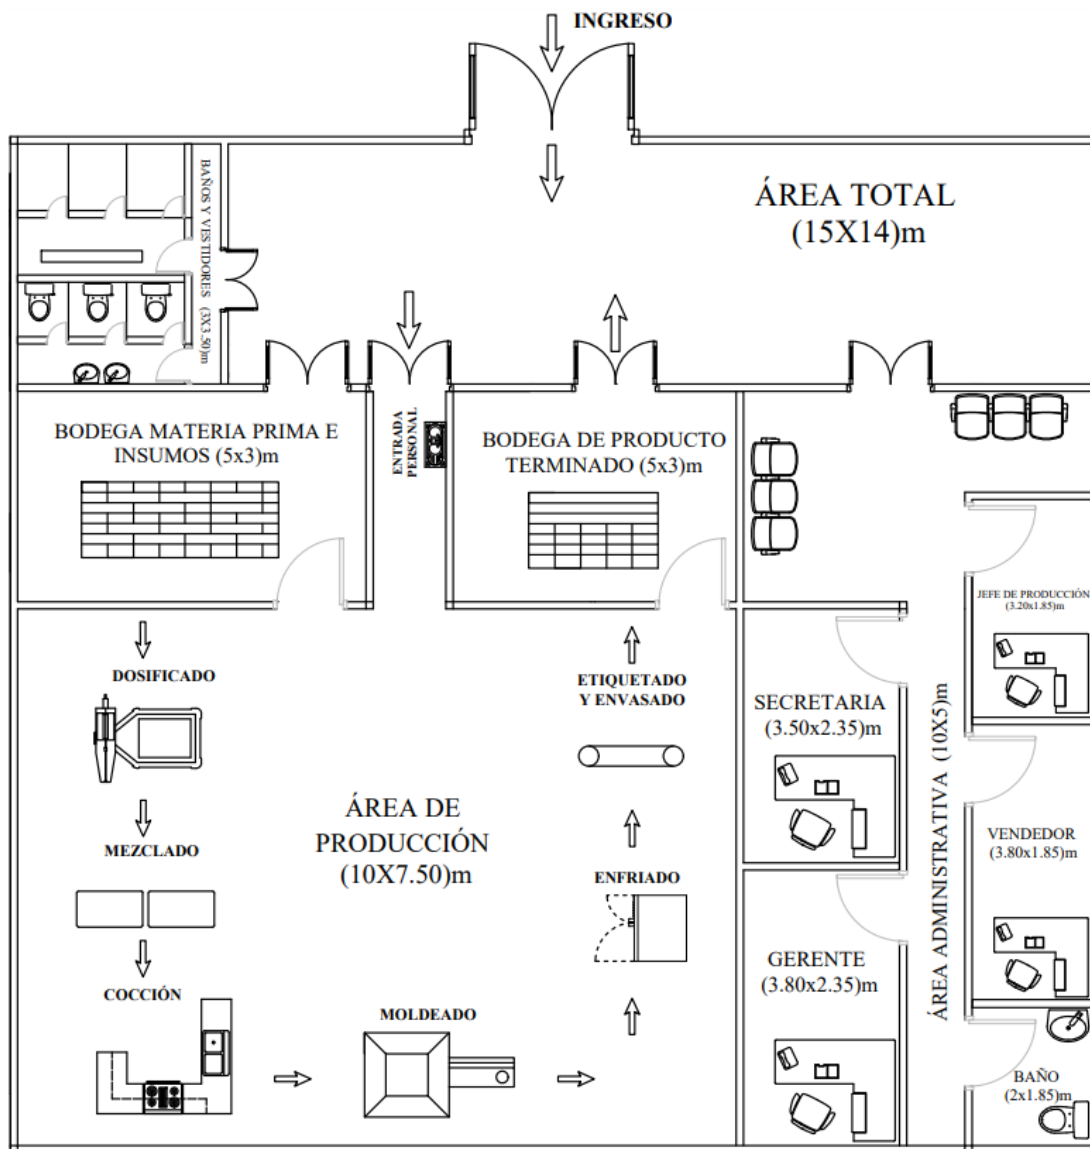 INGRESO
ÁREA TOTAL
(15X14)m
BAÑOS Y VESTIDORES (3X3.50)m
BODEGA MATERIA PRIMA E
INSUMOS (5x3)m
ENTRADA
PERSONAL
BODEGA DE PRODUCTO
TERMINADO (5x3)m
JEFE DE PRODUCCIÓN
(3.20x1.85)m
DOSIFICADO
ETIQUETADO
Y ENVASADO
SECRETARIA
(3.50x2.35)m
ÁREA ADMINISTRATIVA (10X5)m
ÁREA DE
PRODUCCIÓN
(10X7.50)m
MEZCLADO
VENDEDOR
(3.80x1.85)m
ENFRIADO
GERENTE
(3.80x2.35)m
COCCIÓN
MOLDEADO
BAÑO
(2x1.85)m